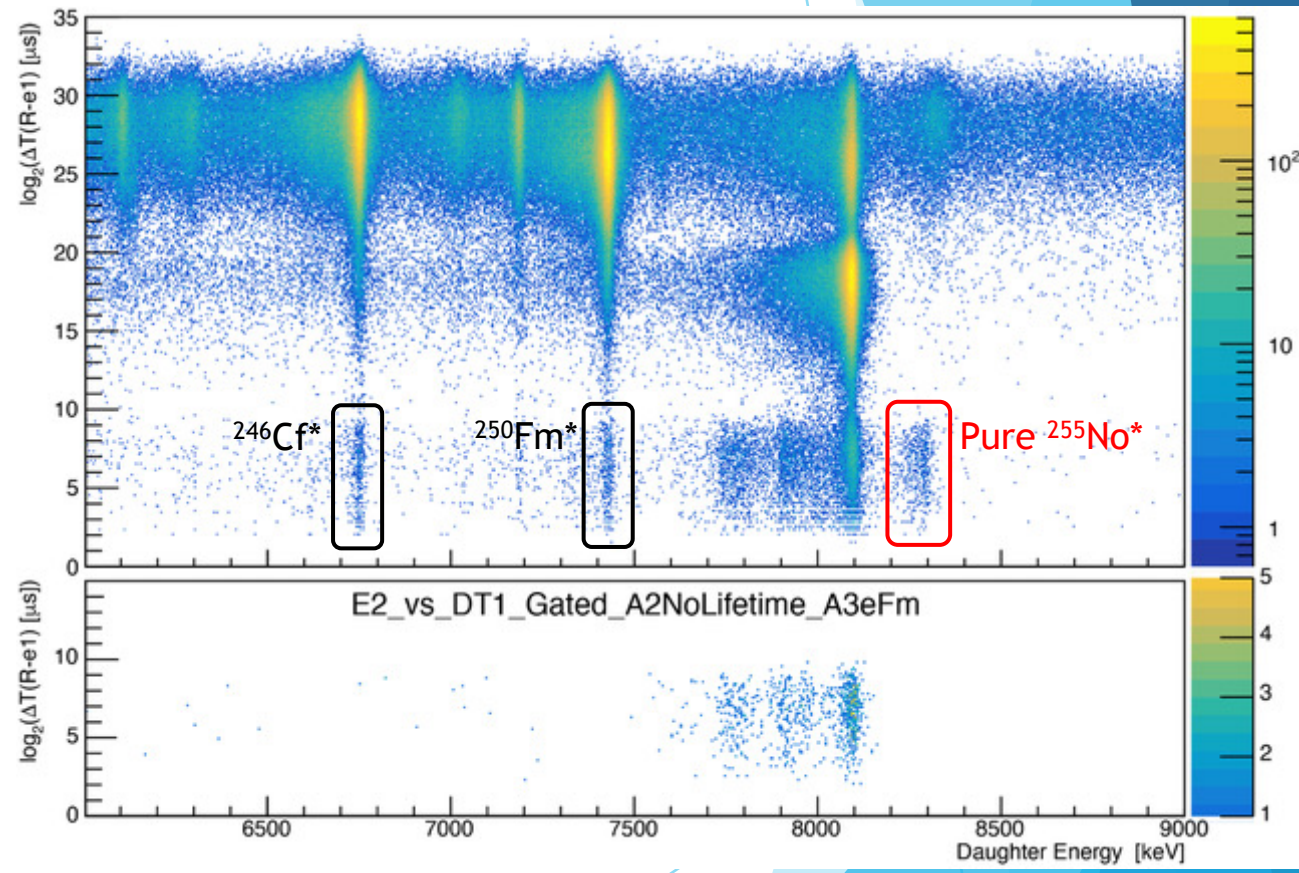 35
30
25
20
15
10
5
0
log₂(ΔT(R-e1) [μs])
²⁴⁶Cf*
²⁵⁰Fm*
Pure ²⁵⁵No*
10²
10
1
E2_vs_DT1_Gated_A2NoLifetime_A3eFm
10
5
0
log₂(ΔT(R-e1) [μs])
5
4
3
2
1
6500 7000 7500 8000 8500 9000
Daughter Energy [keV]